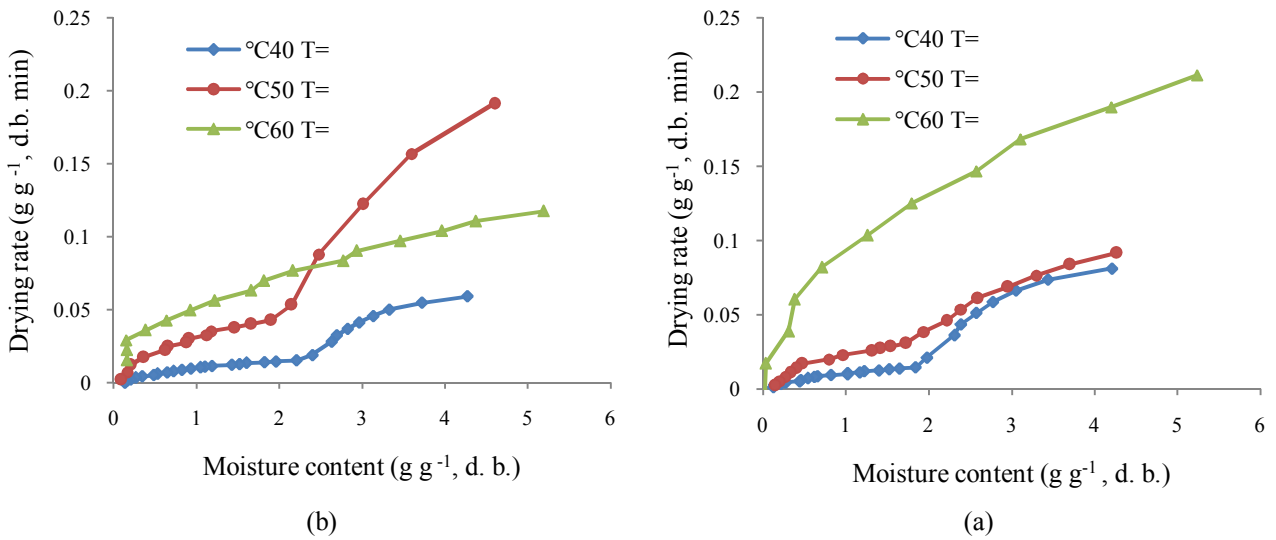 Drying rate (g g -1 , d.b. min)
0.25
0.2
0.15
0.1
0.05
0
℃40 T=
℃50 T=
℃60 T=
0 1 2 3 4 5 6
Moisture content (g g -1, d. b.)
(b)
Drying rate (g g -1 , d.b. min)
0.25
0.2
0.15
0.1
0.05
0
℃40 T=
℃50 T=
℃60 T=
0 1 2 3 4 5 6
Moisture content (g g -1 , d. b.)
(a)